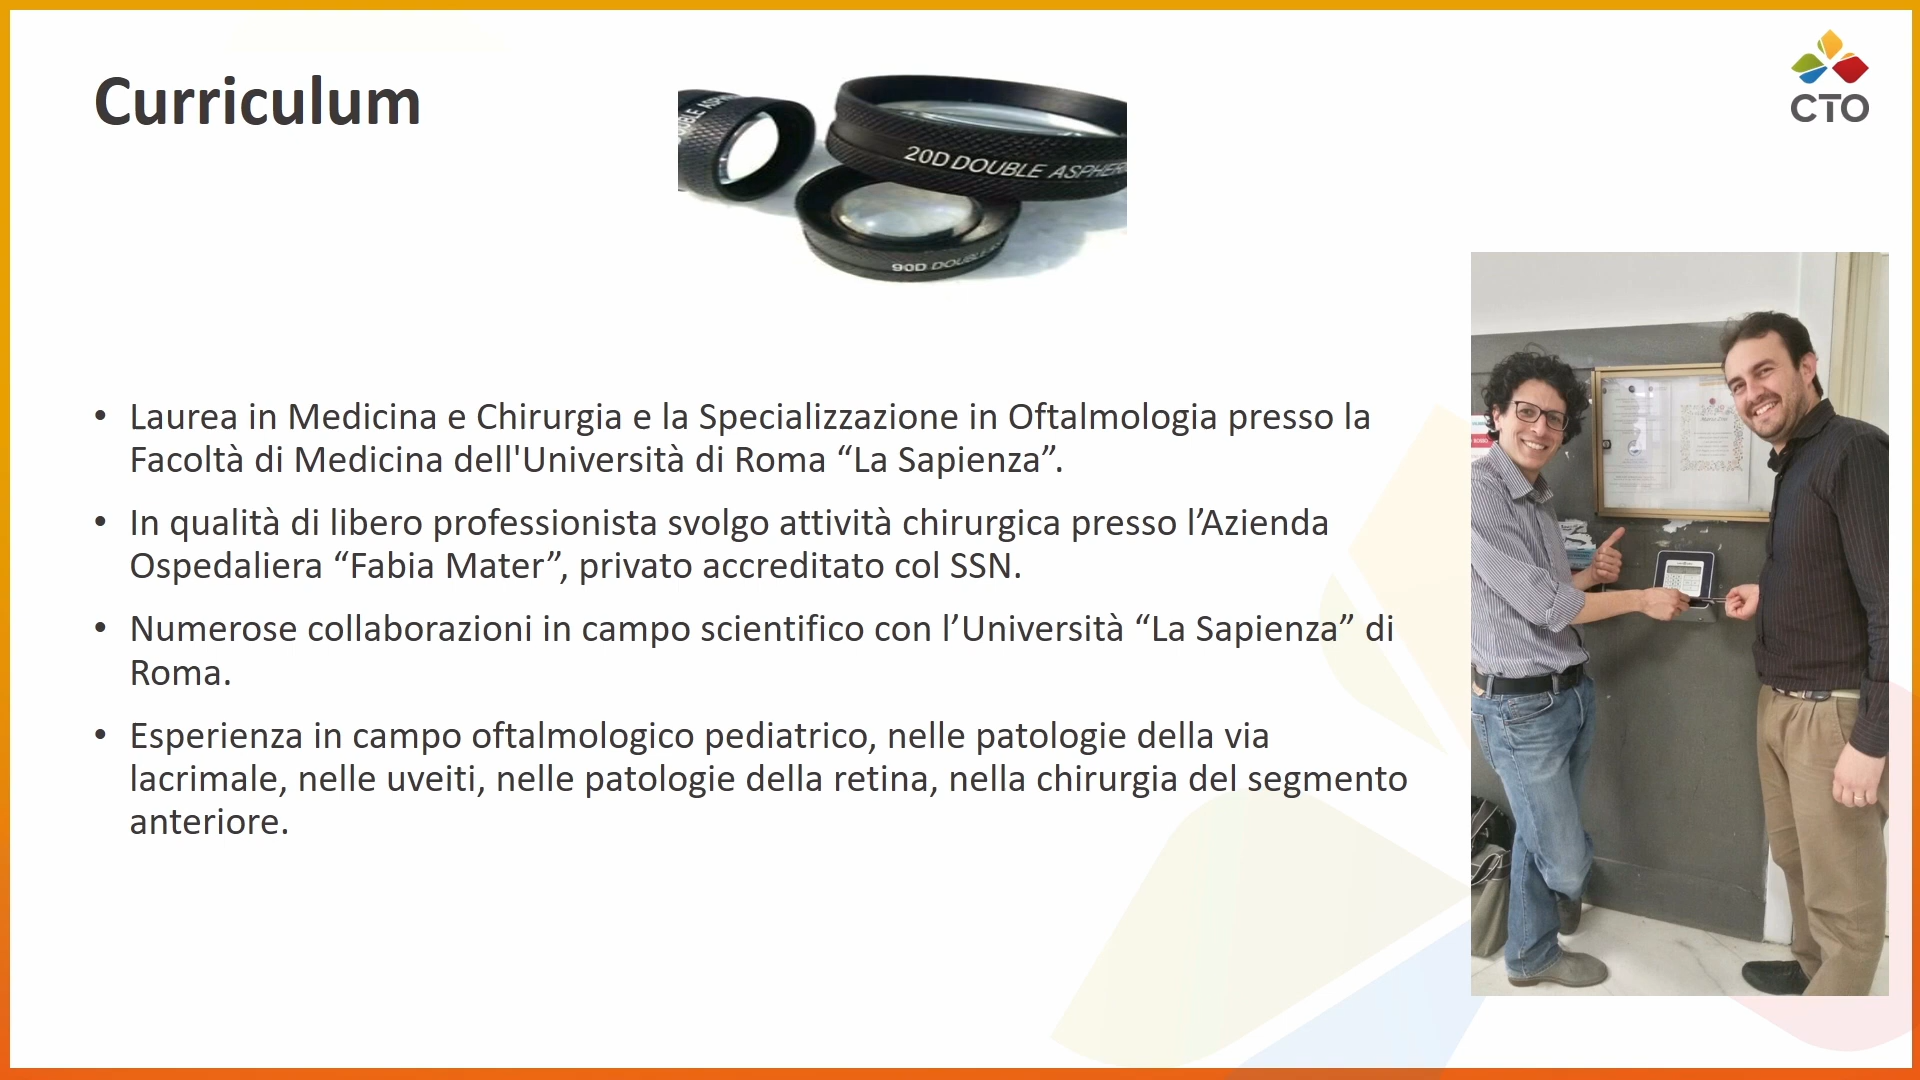 Curriculum
CTO
20D DOUBLE ASPHERI
90D DOUBLE
• Laurea in Medicina e Chirurgia e la Specializzazione in Oftalmologia presso la
Facoltà di Medicina dell'Università di Roma “La Sapienza”.
• In qualità di libero professionista svolgo attività chirurgica presso l’Azienda
Ospedaliera “Fabia Mater”, privato accreditato col SSN.
• Numerose collaborazioni in campo scientifico con l’Università “La Sapienza” di
Roma.
• Esperienza in campo oftalmologico pediatrico, nelle patologie della via
lacrimale, nelle uveiti, nelle patologie della retina, nella chirurgia del segmento
anteriore.